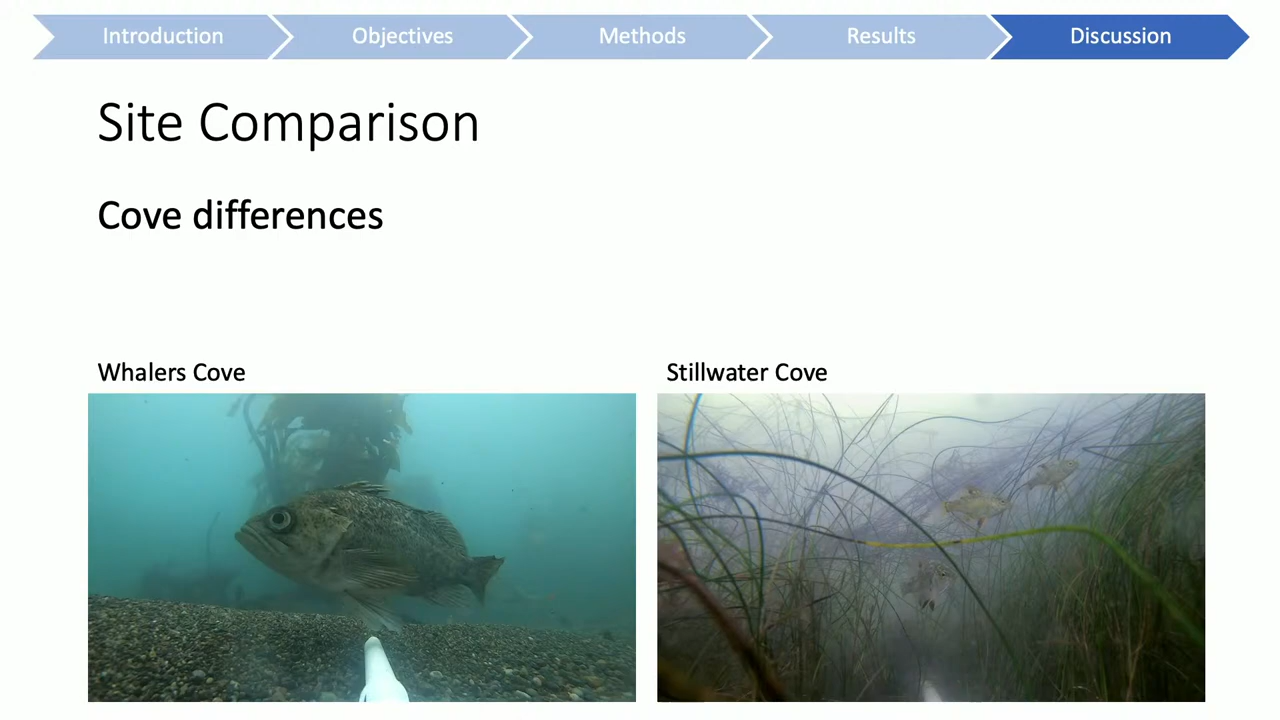 Introduction
Objectives
Methods
Results
Discussion
Site Comparison
Cove differences
Whalers Cove
Stillwater Cove